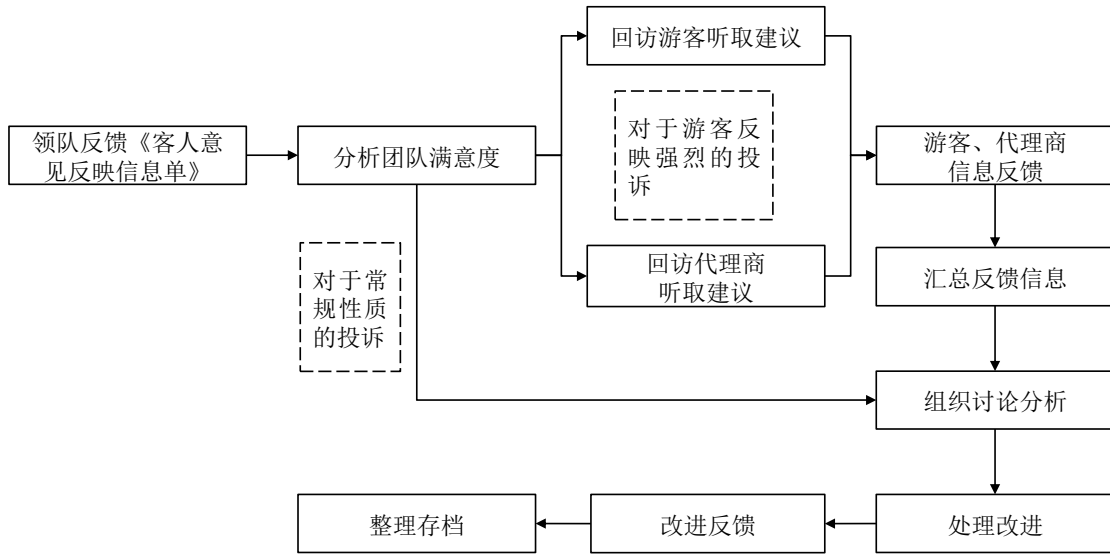 回访游客听取建议
领队反馈《客人意
见反映信息单》
分析团队满意度
对于游客反
映强烈的投
诉
游客、代理商
信息反馈
对于常
规性质
的投诉
回访代理商
听取建议
汇总反馈信息
组织讨论分析
整理存档
改进反馈
处理改进